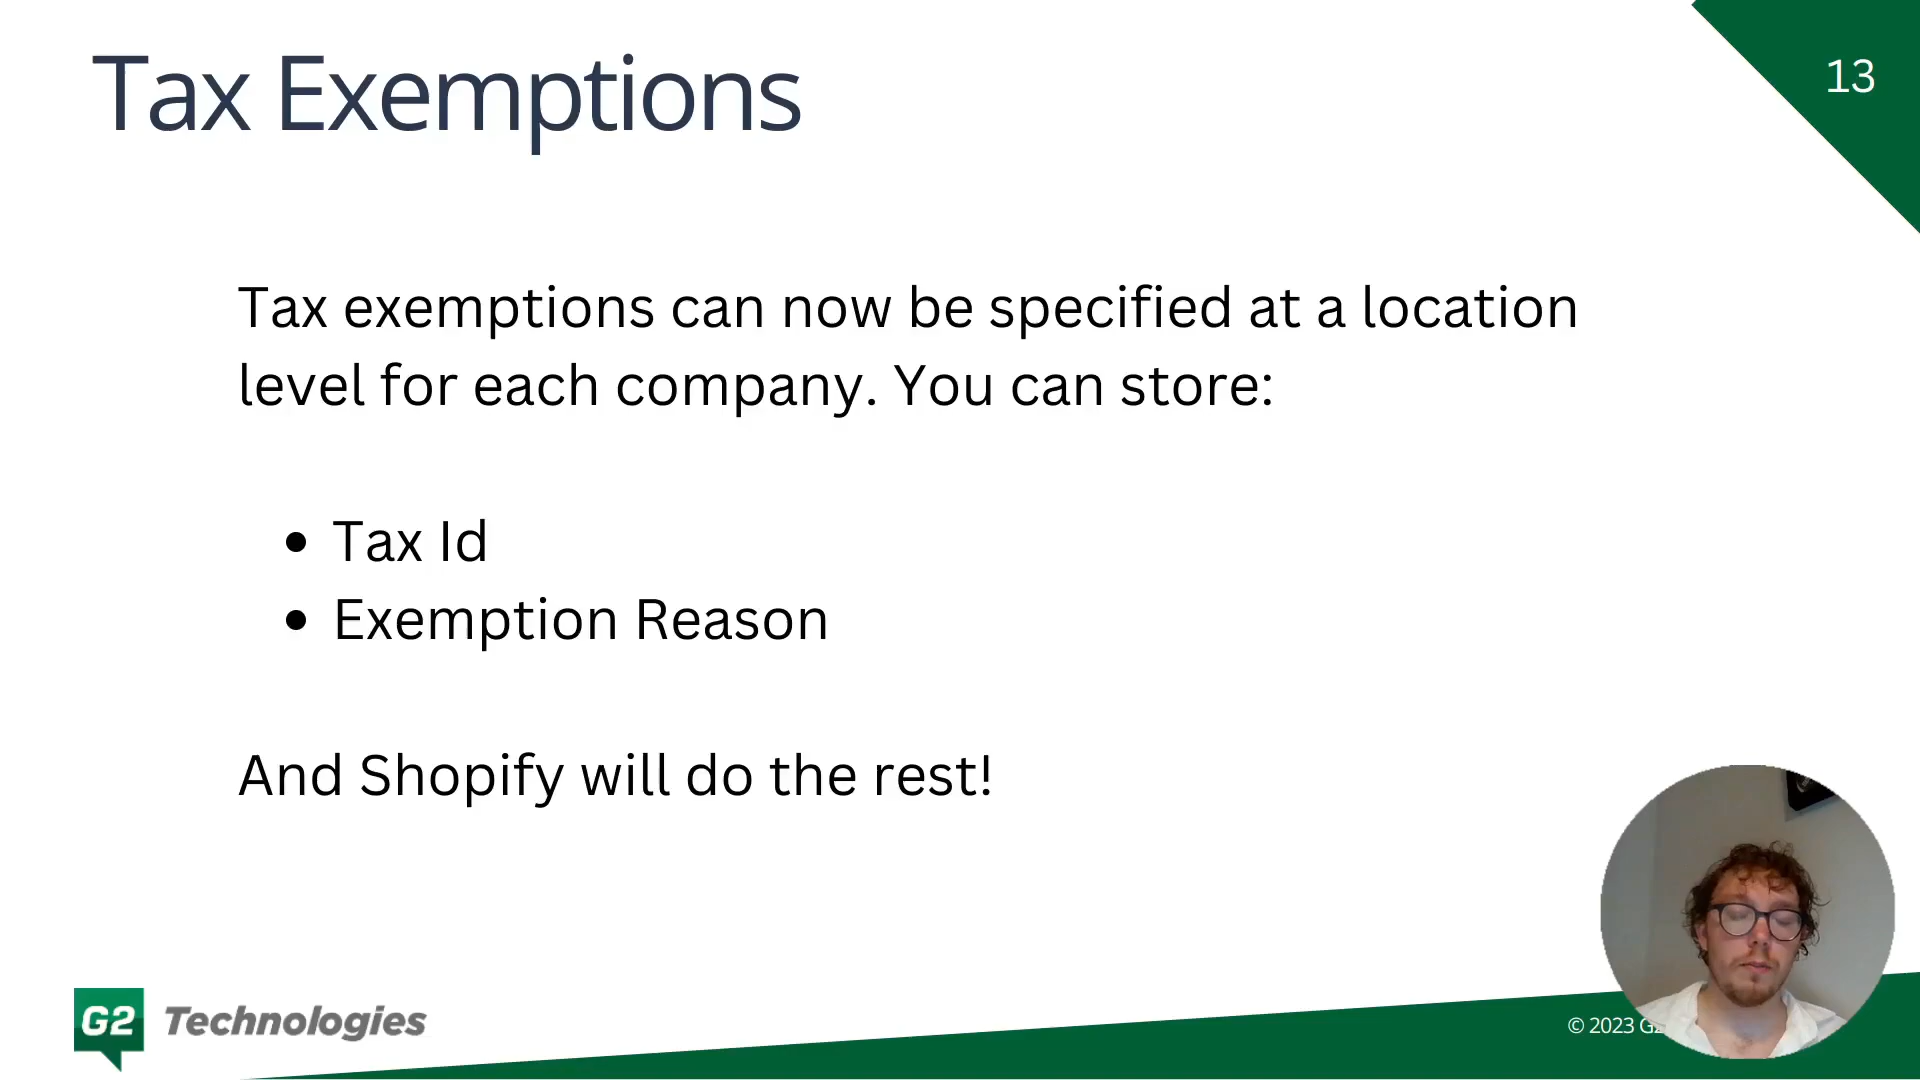 Tax Exemptions
13
Tax exemptions can now be specified at a location
level for each company. You can store:
• Tax Id
• Exemption Reason
And Shopify will do the rest!
G2 Technologies
© 2023